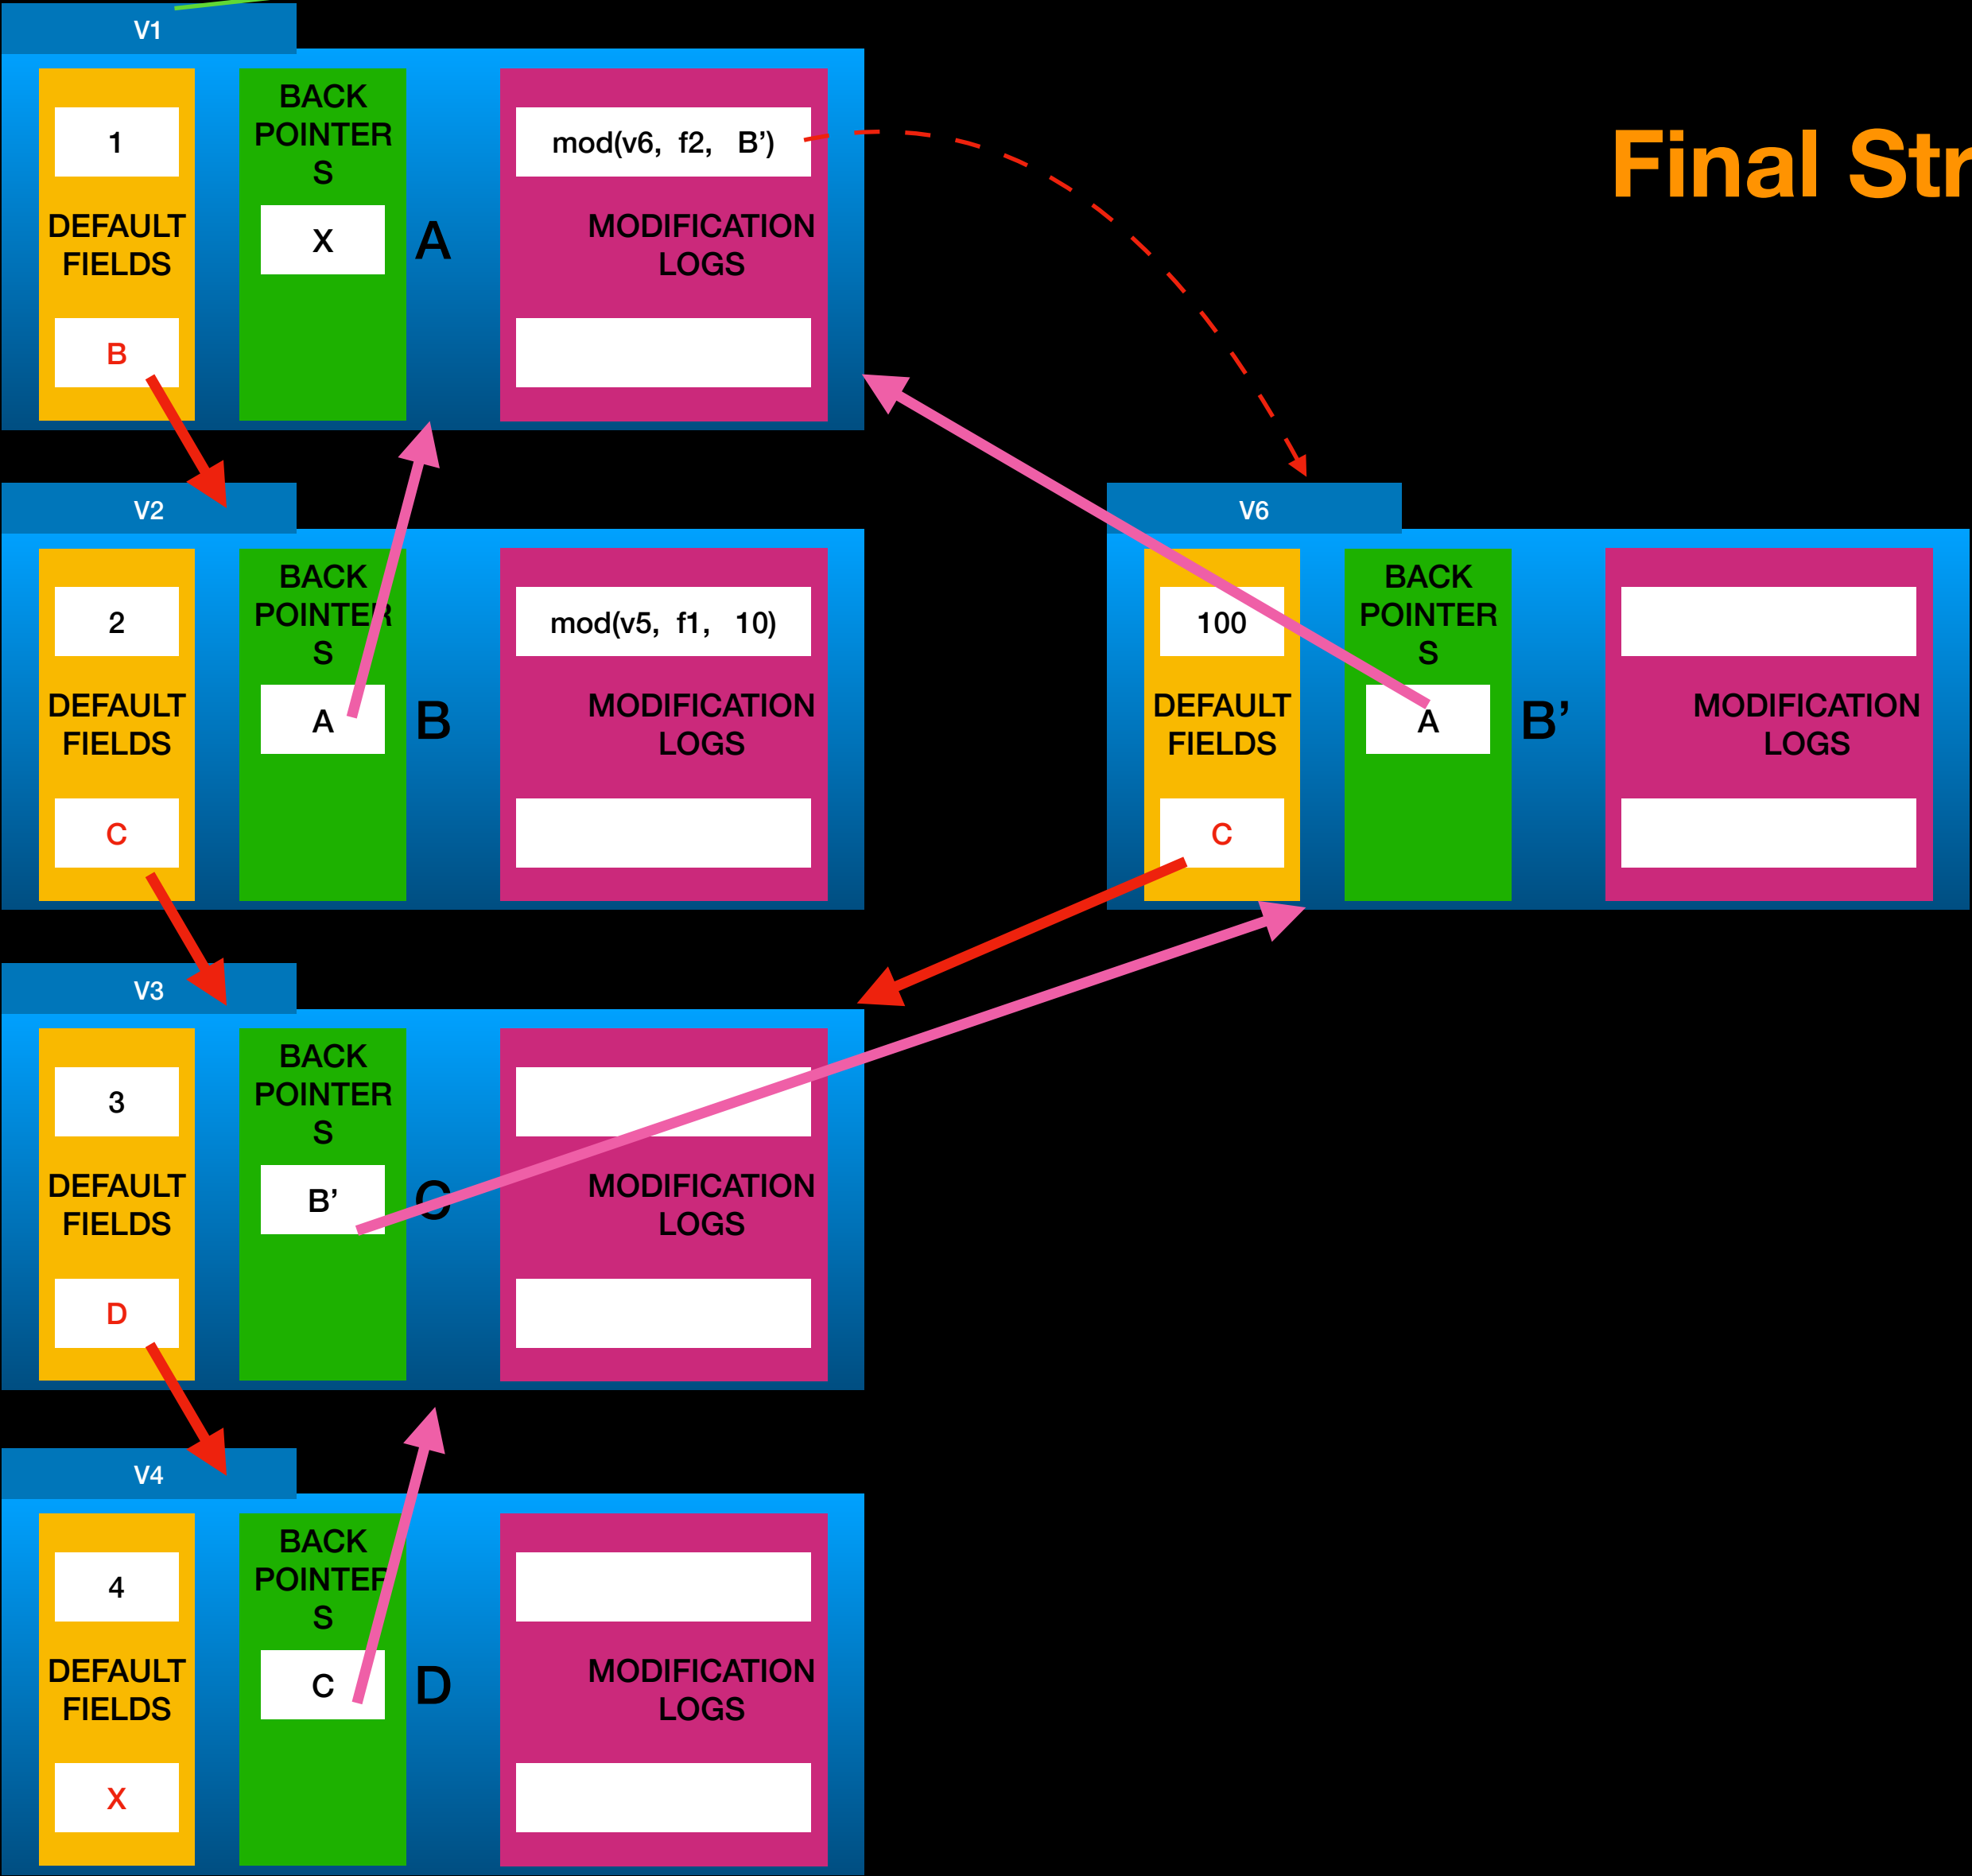 V1
1
DEFAULT
FIELDS
B
BACK
POINTER
S
X
A
mod(v6, f2, B’)
MODIFICATION
LOGS
Final Str
V2
2
DEFAULT
FIELDS
C
BACK
POINTER
S
A
B
mod(v5, f1, 10)
MODIFICATION
LOGS
V6
100
DEFAULT
FIELDS
C
BACK
POINTER
S
A
B’
MODIFICATION
LOGS
V3
3
DEFAULT
FIELDS
D
BACK
POINTER
S
B’
C
MODIFICATION
LOGS
V4
4
DEFAULT
FIELDS
X
BACK
POINTER
S
C
D
MODIFICATION
LOGS